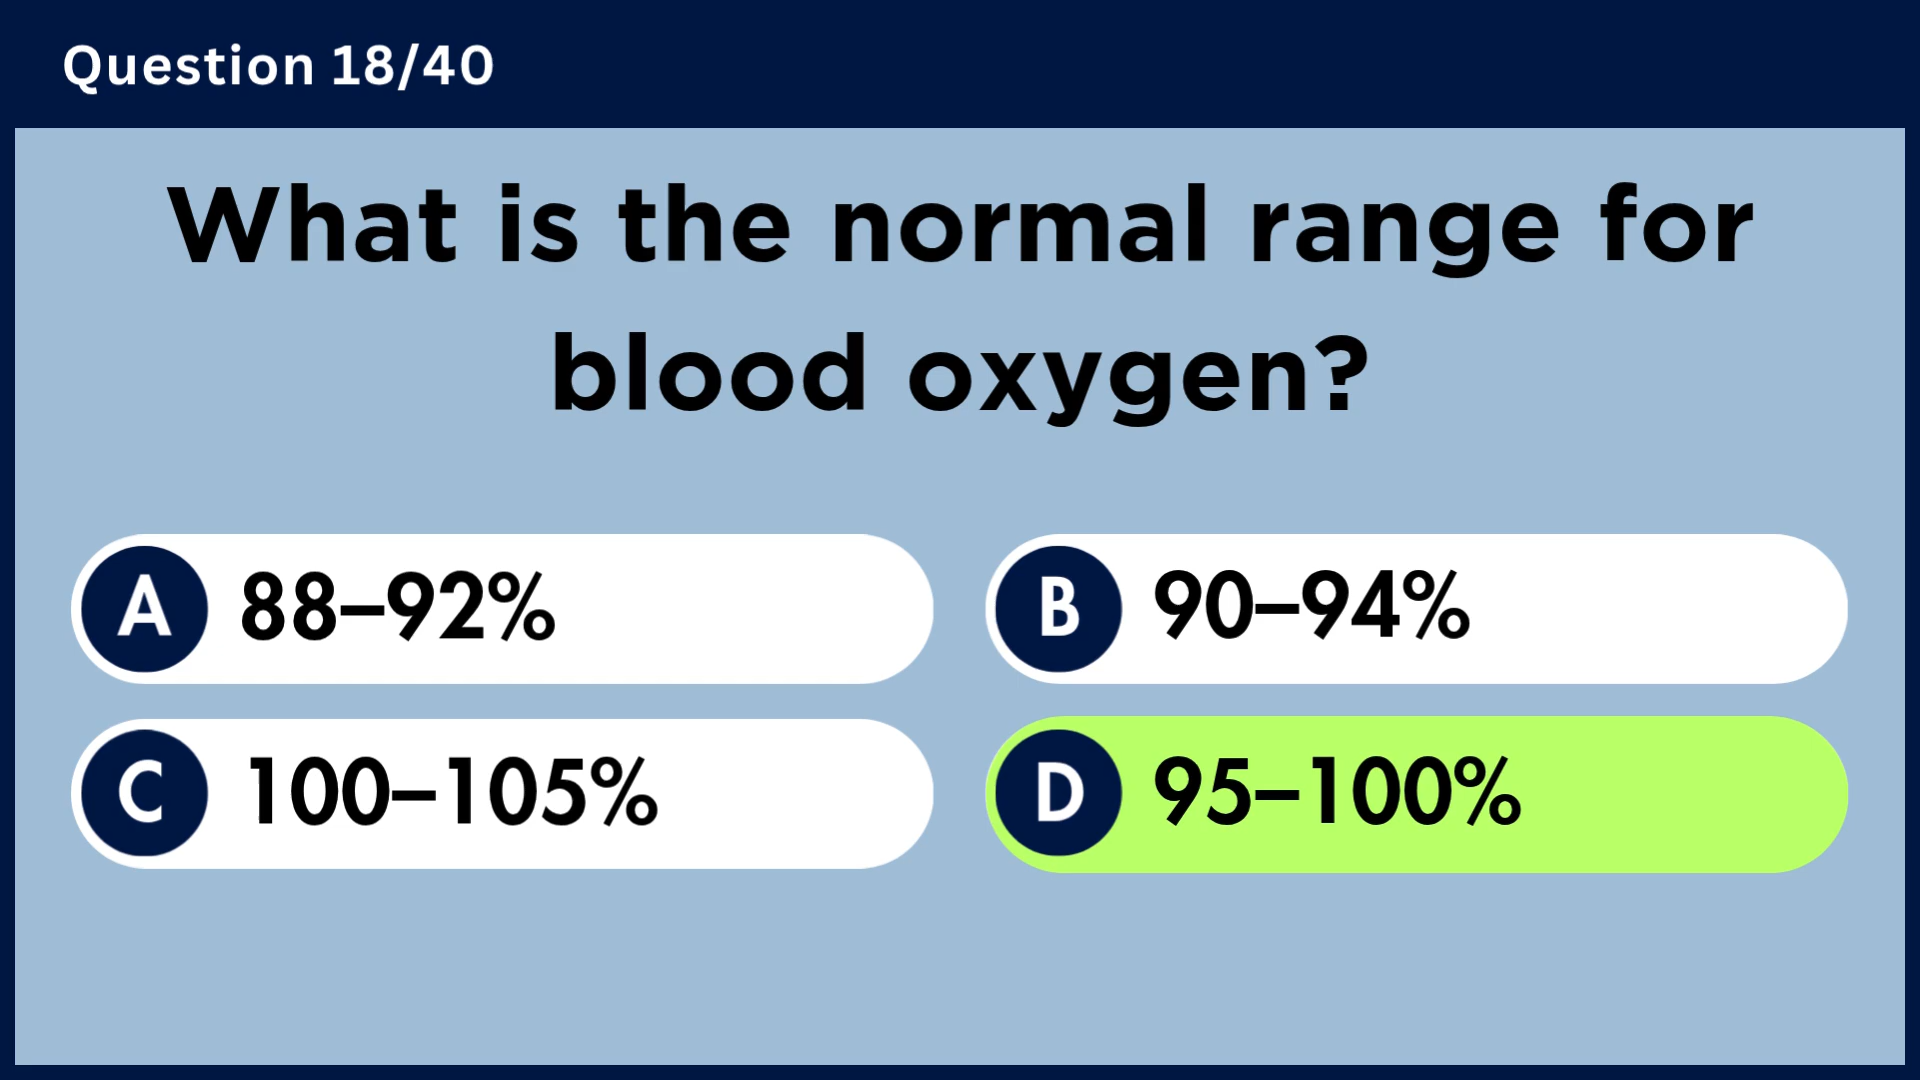 Question 18/40
What is the normal range for
blood oxygen?
A 88–92%
B 90–94%
C 100–105%
D 95–100%